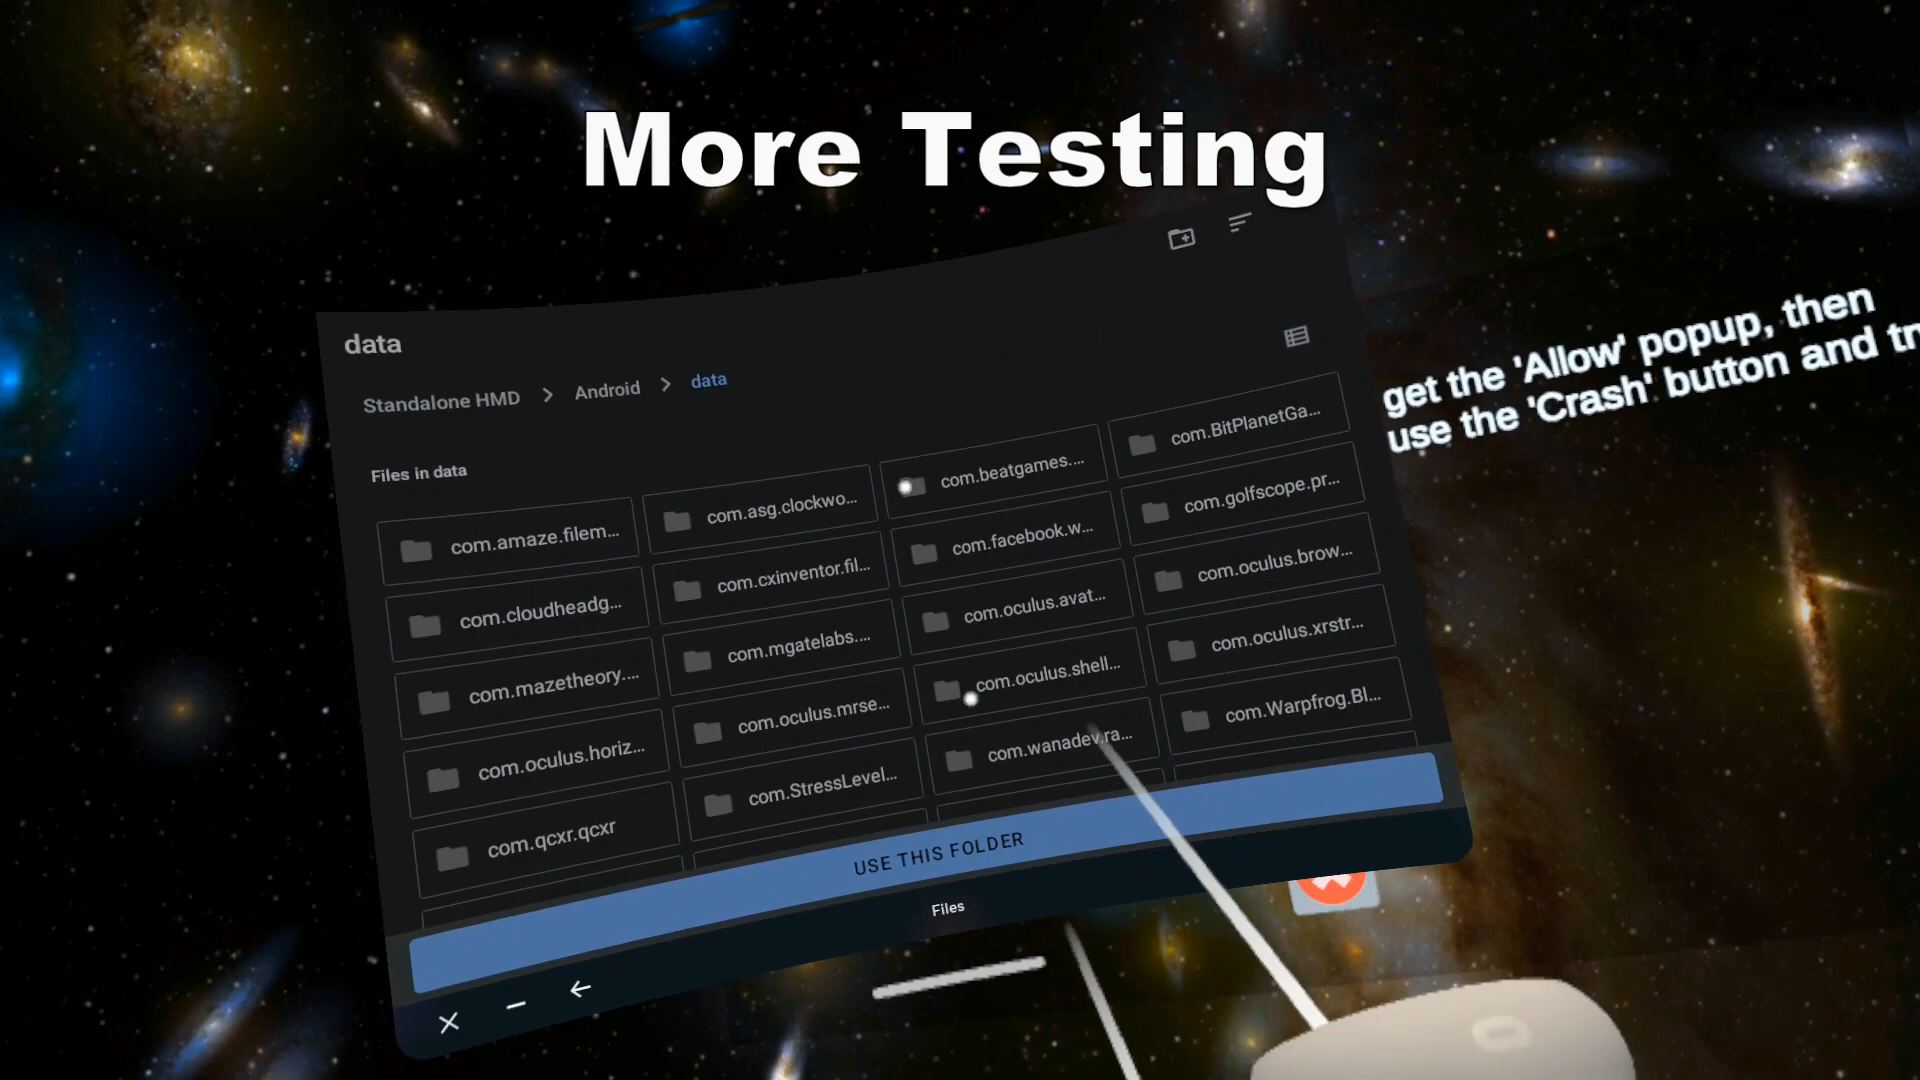 More Testing
data
Standalone HMD > Android > data
Files in data
com.amaze.filem...
com.asg.clockwo...
com.beatgames....
com.BitPlanetGa...
com.cloudheadg...
com.cxinventor.fil...
com.facebook.w...
com.golfscope.pr...
com.mazetheory....
com.mgatelabs....
com.oculus.avat...
com.oculus.brow...
com.oculus.horiz...
com.oculus.mrse...
com.oculus.shell...
com.oculus.xrstr...
com.qcxr.qcxr
com.StressLevel...
com.wanadev.ra...
com.Warpfrog.Bl...
USE THIS FOLDER
Files
get the 'Allow' popup, then
use the 'Crash' button and